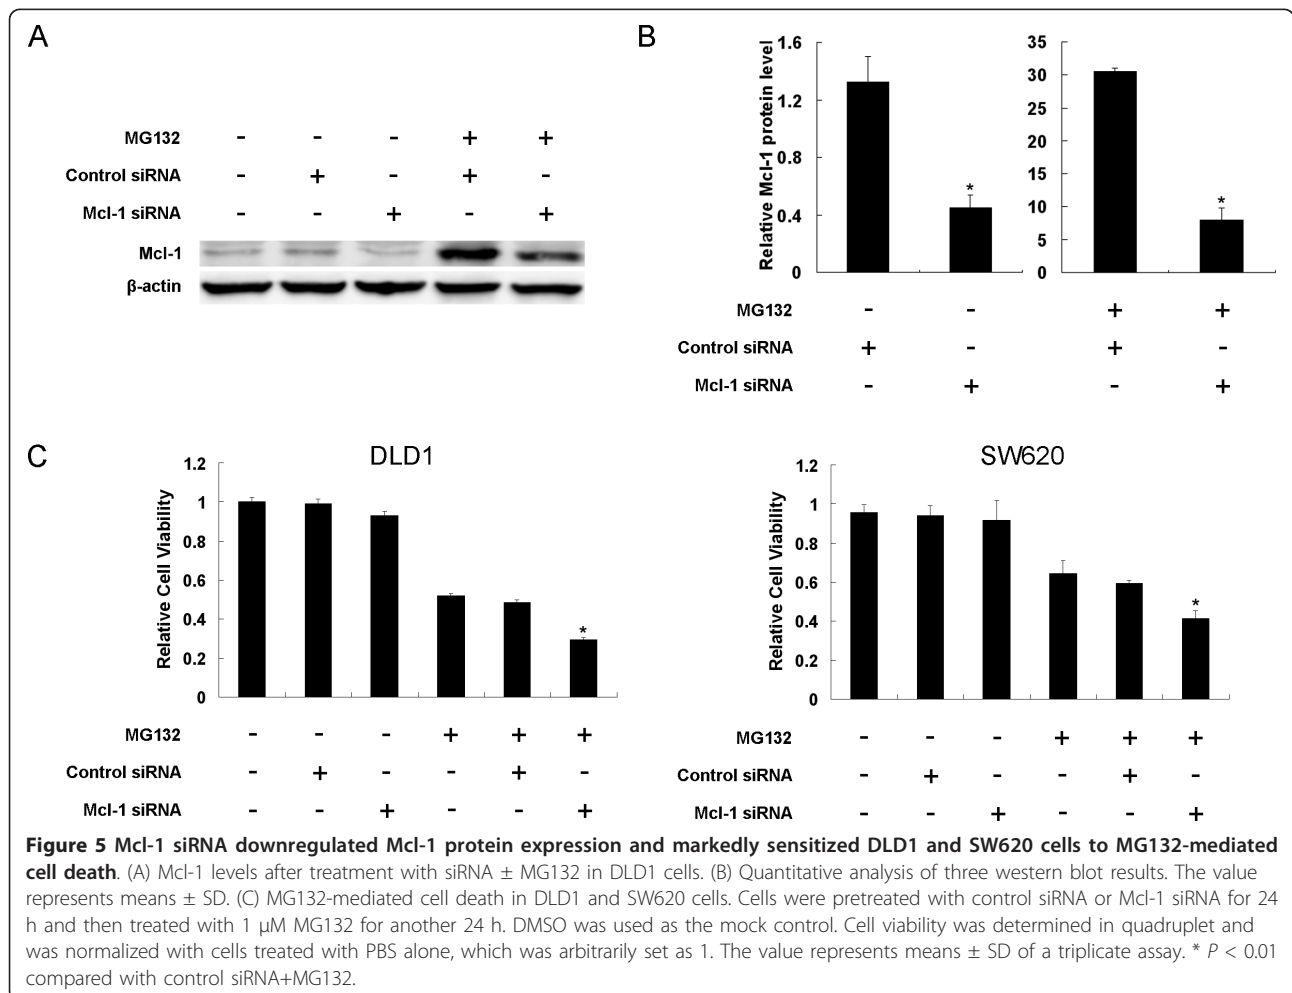 A
MG132 - - - + +
Control siRNA - + - + -
Mcl-1 siRNA - - + - +
Mcl-1
β-actin
B
Relative Mcl-1 protein level
1.6
1.2
0.8
0.4
0
*
35
30
25
20
15
10
5
0
*
MG132 - - + +
Control siRNA + - + -
Mcl-1 siRNA - + - +
C
DLD1
Relative Cell Viability
1.2
1
0.8
0.6
0.4
0.2
0
*
MG132 - - - + + +
Control siRNA - + - - + -
Mcl-1 siRNA - - + - - +
SW620
Relative Cell Viability
1.2
1
0.8
0.6
0.4
0.2
0
*
MG132 - - - + + +
Control siRNA - + - - + -
Mcl-1 siRNA - - + - - +
Figure 5 Mcl-1 siRNA downregulated Mcl-1 protein expression and markedly sensitized DLD1 and SW620 cells to MG132-mediated
cell death. (A) Mcl-1 levels after treatment with siRNA ± MG132 in DLD1 cells. (B) Quantitative analysis of three western blot results. The value
represents means ± SD. (C) MG132-mediated cell death in DLD1 and SW620 cells. Cells were pretreated with control siRNA or Mcl-1 siRNA for 24
h and then treated with 1 μM MG132 for another 24 h. DMSO was used as the mock control. Cell viability was determined in quadruplet and
was normalized with cells treated with PBS alone, which was arbitrarily set as 1. The value represents means ± SD of a triplicate assay. * P < 0.01
compared with control siRNA+MG132.